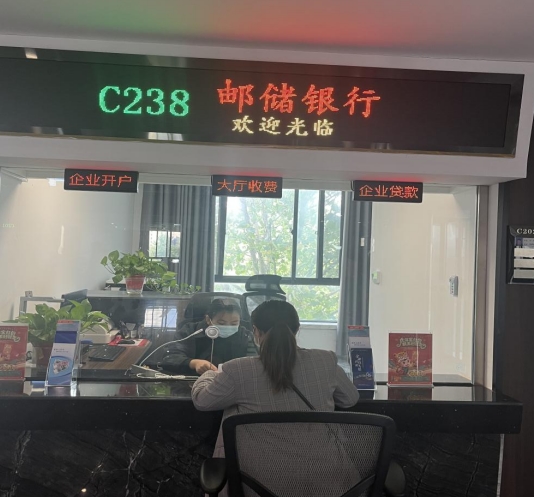 C238 邮储银行
欢迎光临
企业开户
大厅收费
企业贷款